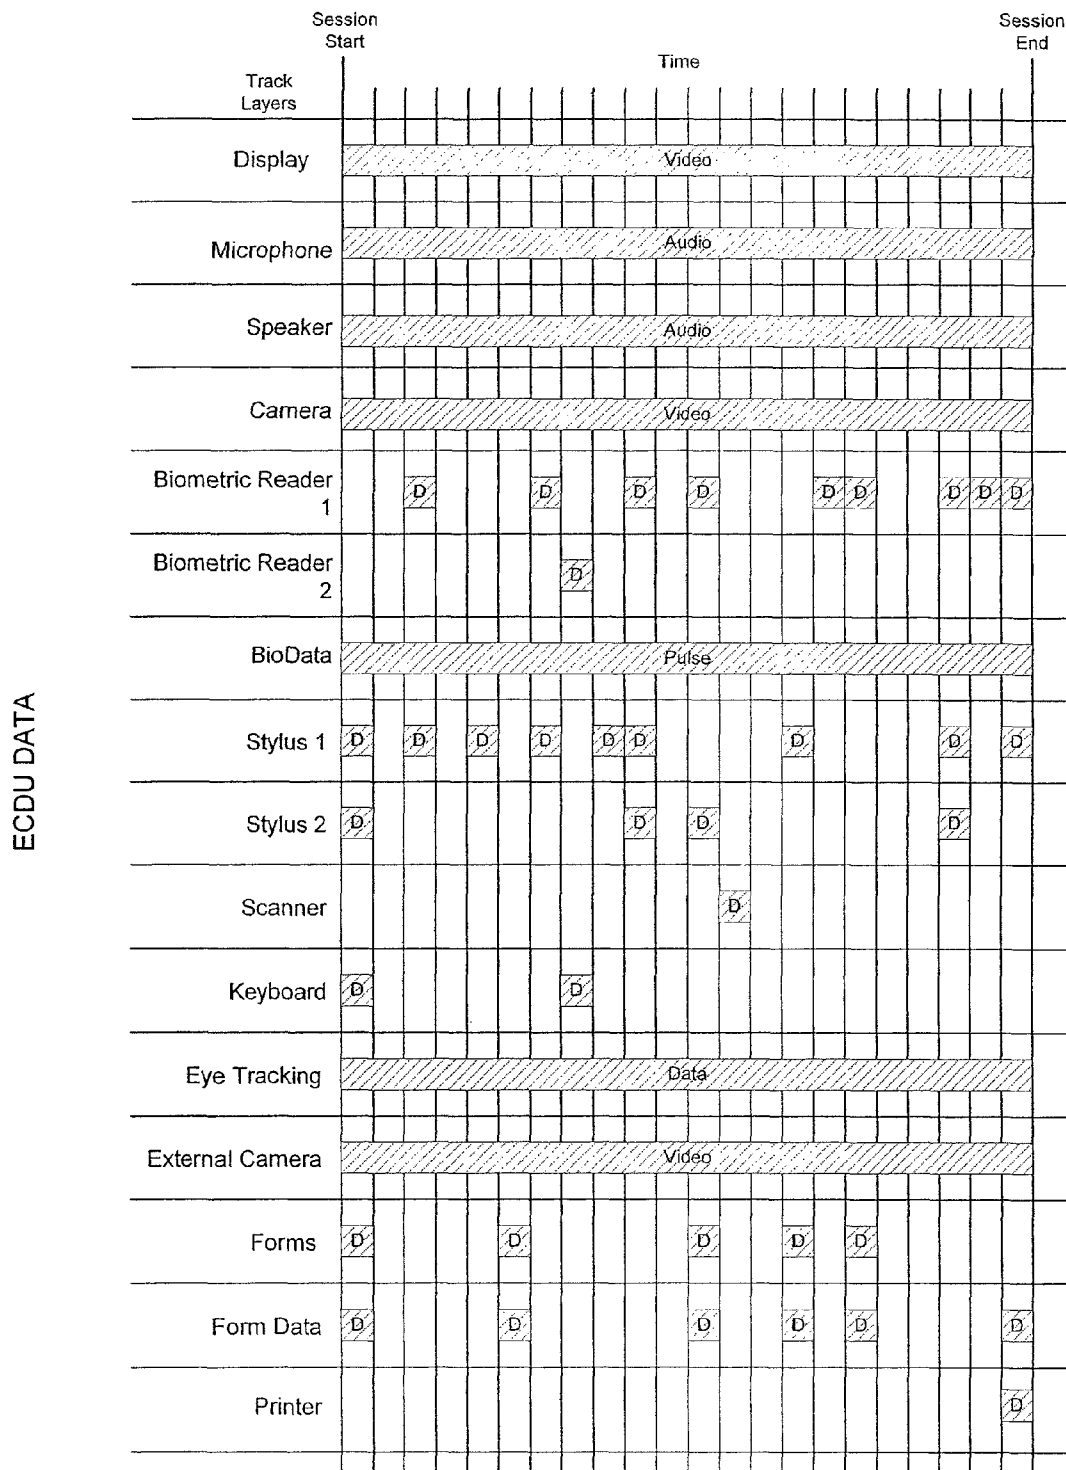 Session
Start
Session
End
Time
Track
Layers
Display
Video
Microphone
Audio
Speaker
Audio
Camera
Video
Biometric Reader
1
D D D D D D D D D
Biometric Reader
2
D
BioData
Pulse
Stylus 1
D D D D D D D D D
Stylus 2
D D D D
Scanner
D
Keyboard
D D
Eye Tracking
Data
External Camera
Video
Forms
D D D D D
Form Data
D D D D D D
Printer
D
ECDU DATA